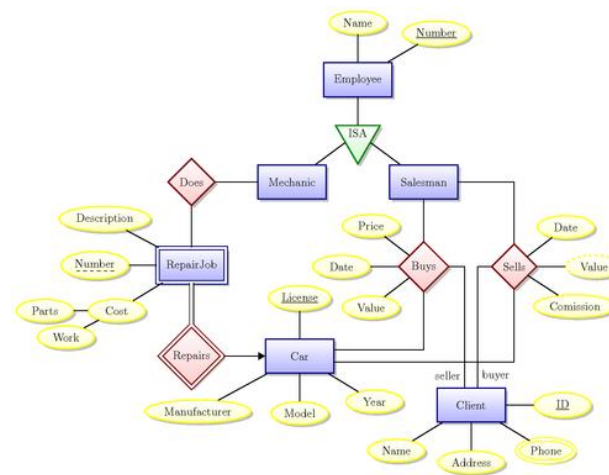 Name
Number
Employee
ISA
Does
Mechanic
Salesman
Description
Price
Date
Number
RepairJob
Date
Buys
Sells
Value
Parts
Cost
License
Value
Comission
Work
Repairs
Car
seller
buyer
Manufacturer
Model
Year
Client
ID
Name
Address
Phone